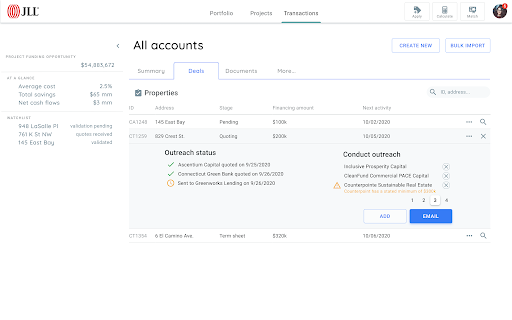 JLL
Portfolio
Projects
Transactions
Apply
Calculate
Match
PROJECT FUNDING OPPORTUNITY
$54,883,672
AT A GLANCE
Average cost 2.5%
Total savings $65 mm
Net cash flows $3 mm
WATCHLIST
948 LaSalle Pl validation pending
761 K St NW quotes received
145 East Bay validated
All accounts
CREATE NEW
BULK IMPORT
Summary
Deals
Documents
More...
Properties
ID, address...
ID Address Stage Financing amount Next activity
CA1248 145 East Bay Pending $100k 10/02/2020
CT1259 829 Crest St Quoting $200k 10/05/2020
Outreach status
Ascentium Capital quoted on 9/25/2020
Connecticut Green Bank quoted on 9/26/2020
Sent to Greenworks Lending on 9/26/2020
Conduct outreach
Inclusive Prosperity Capital
CleanFund Commercial PACE Capital
Counterpointe Sustainable Real Estate
Counterpoint has a stated minimum of $250k
1 2 3 4
ADD
EMAIL
CT1394 6 El Camino Ave. Term sheet $320k 10/06/2020